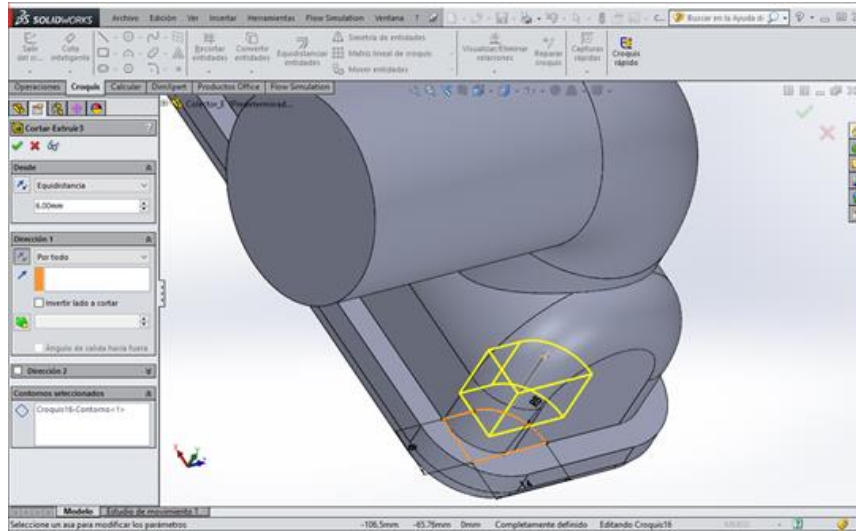 SOLIDWORKS Archivo Edición Ver Insertar Herramientas Flow Simulation Ventana ? Buscar en la Ayuda de
Salir del cr... Cota inteligente Recortar entidades Convertir entidades Equidistanciar entidades Simetría de entidades Visualizar/Eliminar relaciones Reparar croquis Capturas rápidas Croquis rápido
Matriz lineal de croquis
Mover entidades
Operaciones Croquis Calcular DimXpert Productos Office Flow Simulation
Cortar-Extruir3
Desde
Equidistancia
6.00mm
Dirección 1
Por todo
Invertir lado a cortar
Ángulo de salida hacia fuera
Dirección 2
Contornos seleccionados
Croquis16-Contorno<1>
Modelo Estudio de movimiento 1
Seleccione un asa para modificar los parámetros -106.5mm -65.76mm 0mm Completamente definido Editando Croquis16